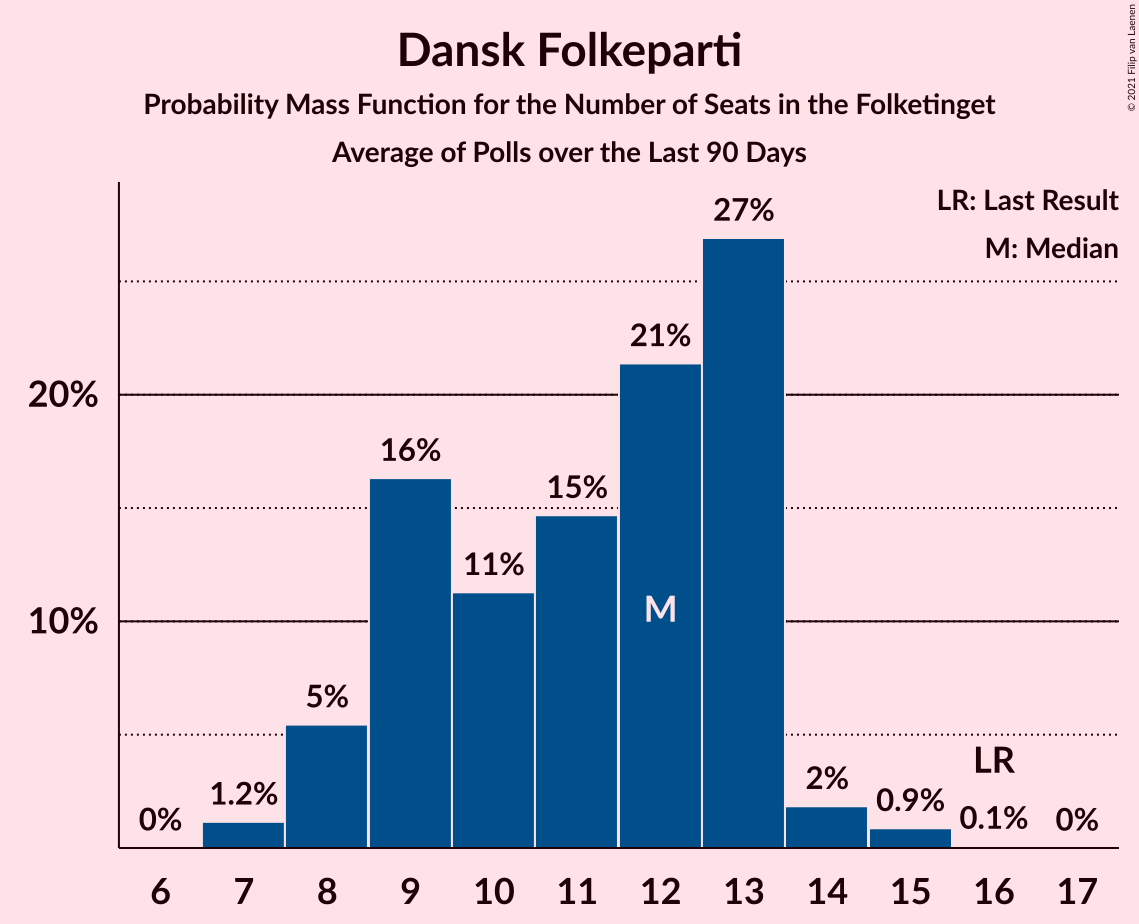 Dansk Folkeparti
Probability Mass Function for the Number of Seats in the Folketinget
Average of Polls over the Last 90 Days
© 2021 Filip van Laenen
LR: Last Result
M: Median
27%
21%
20%
16%
15%
11%
M
10%
5%
LR
2%
1.2%
0.9%
0%
0.1%
0%
6 7 8 9 10 11 12 13 14 15 16 17